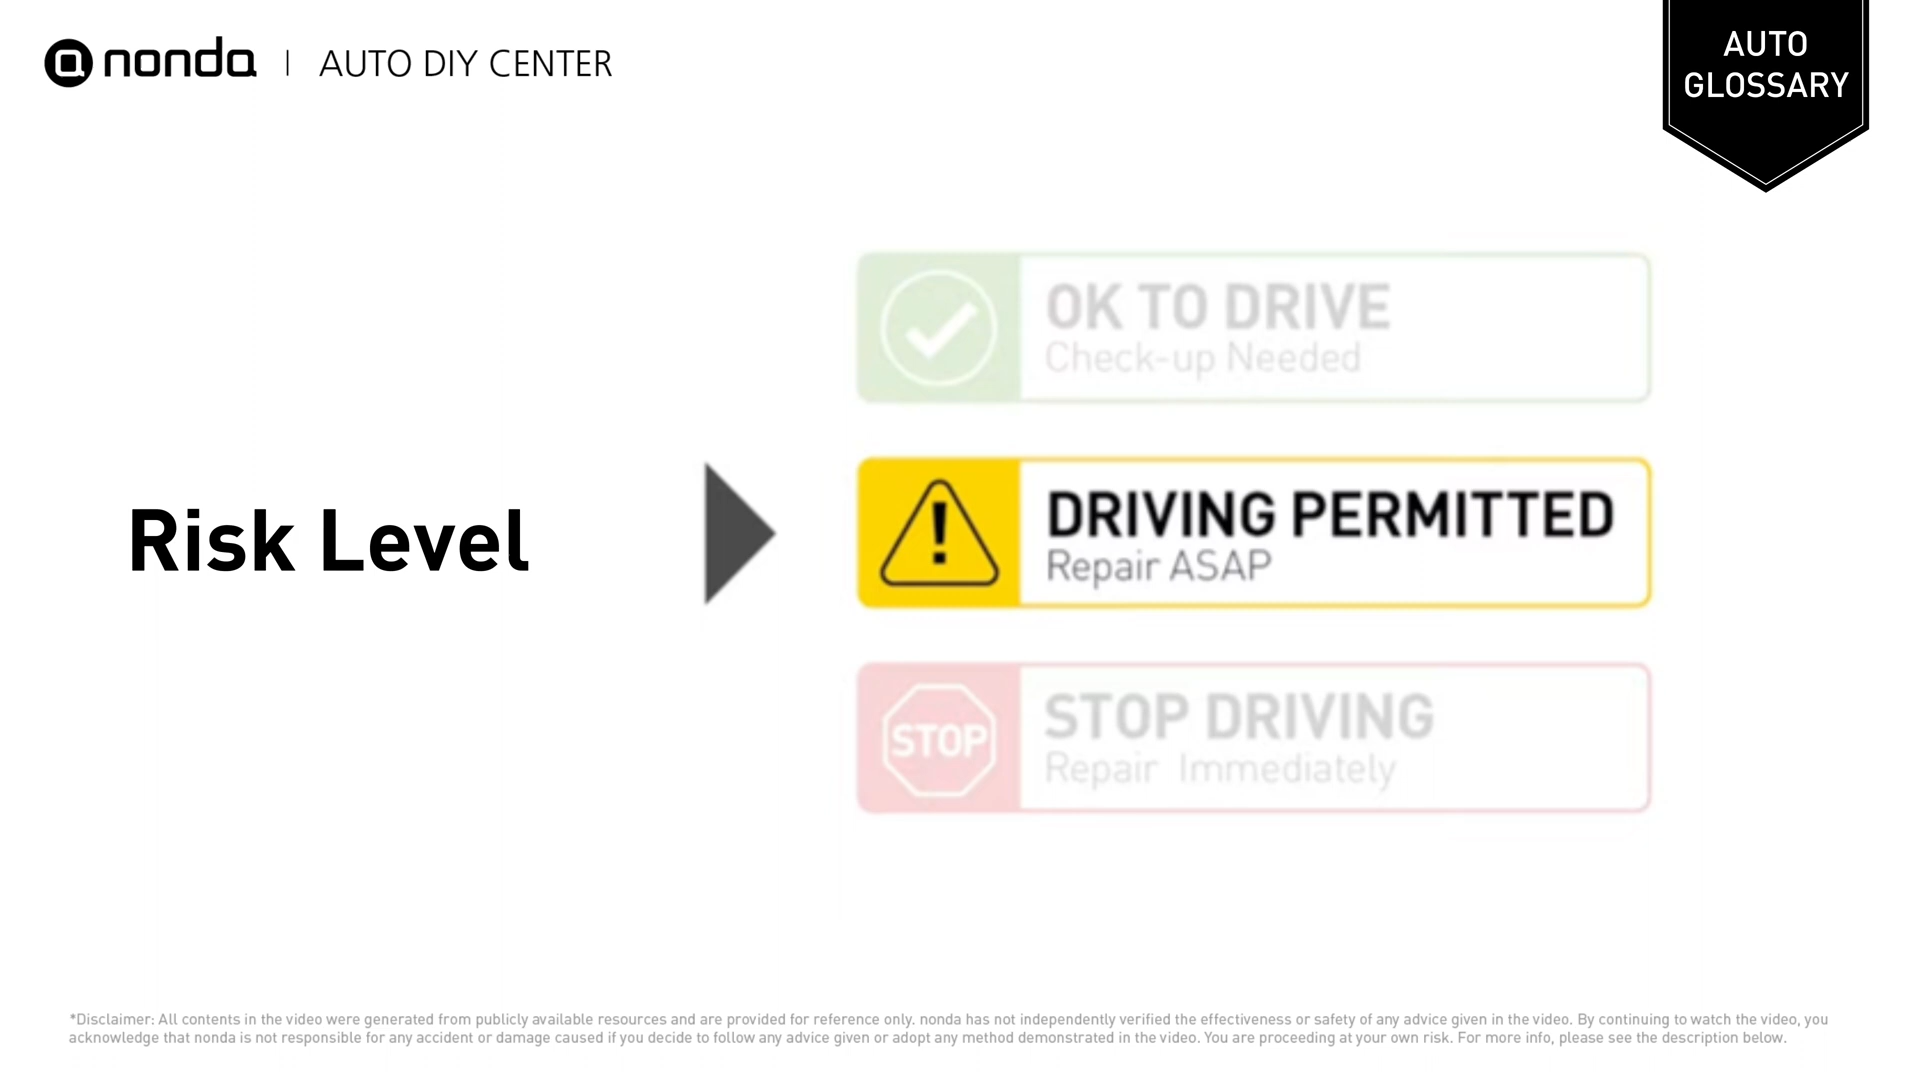 nonda | AUTO DIY CENTER
AUTO
GLOSSARY
OK TO DRIVE
Check-up Needed
Risk Level
DRIVING PERMITTED
Repair ASAP
STOP
STOP DRIVING
Repair Immediately
*Disclaimer: All contents in the video were generated from publicly available resources and are provided for reference only. nonda has not independently verified the effectiveness or safety of any advice given in the video. By continuing to watch the video, you
acknowledge that nonda is not responsible for any accident or damage caused if you decide to follow any advice given or adopt any method demonstrated in the video. You are proceeding at your own risk. For more info, please see the description below.